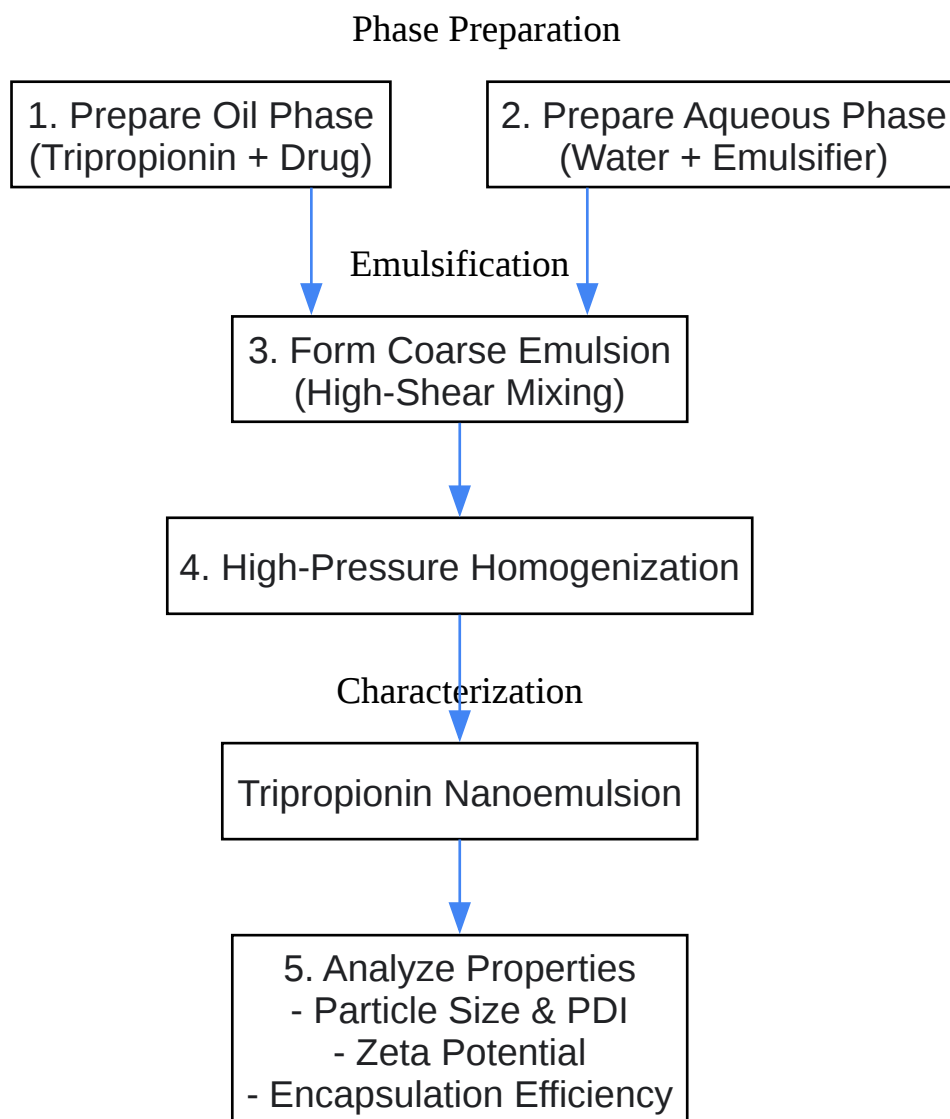 Phase Preparation
1. Prepare Oil Phase
(Tripropionin + Drug)
2. Prepare Aqueous Phase
(Water + Emulsifier)
Emulsification
3. Form Coarse Emulsion
(High-Shear Mixing)
4. High-Pressure Homogenization
Characterization
Tripropionin Nanoemulsion
5. Analyze Properties
- Particle Size & PDI
- Zeta Potential
- Encapsulation Efficiency